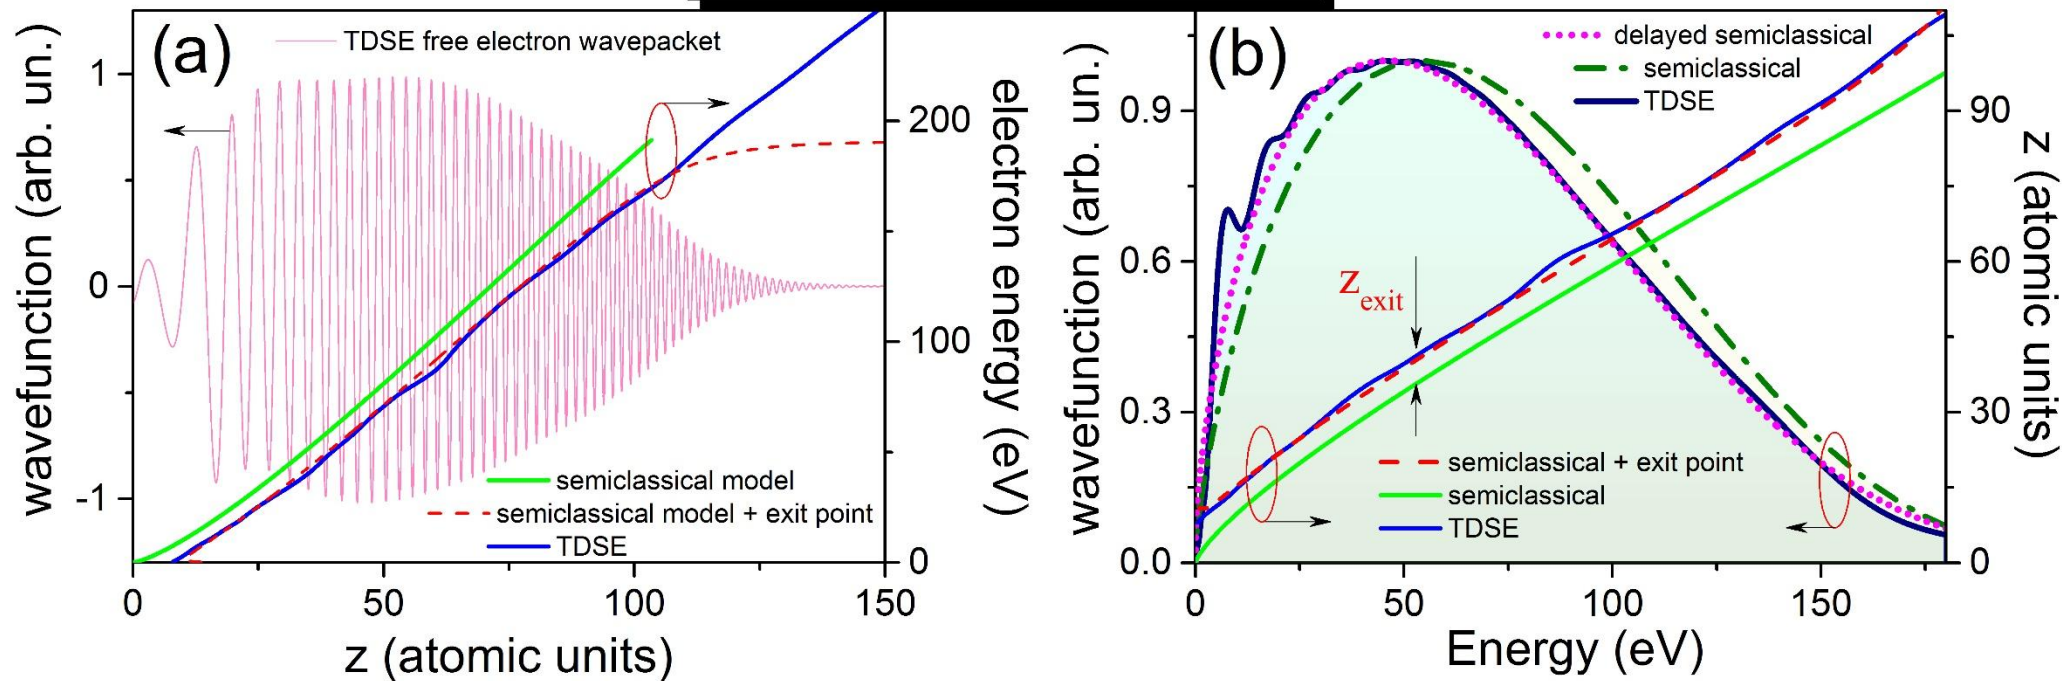 (a)
TDSE free electron wavepacket
wavefunction (arb. un.)
1
0
-1
200
100
0
electron energy (eV)
semiclassical model
semiclassical model + exit point
TDSE
0
50
100
150
z (atomic units)
(b)
delayed semiclassical
semiclassical
TDSE
wavefunction (arb. un.)
0.9
0.6
0.3
0.0
90
60
30
0
z (atomic units)
zexit
semiclassical + exit point
semiclassical
TDSE
0
50
100
150
Energy (eV)